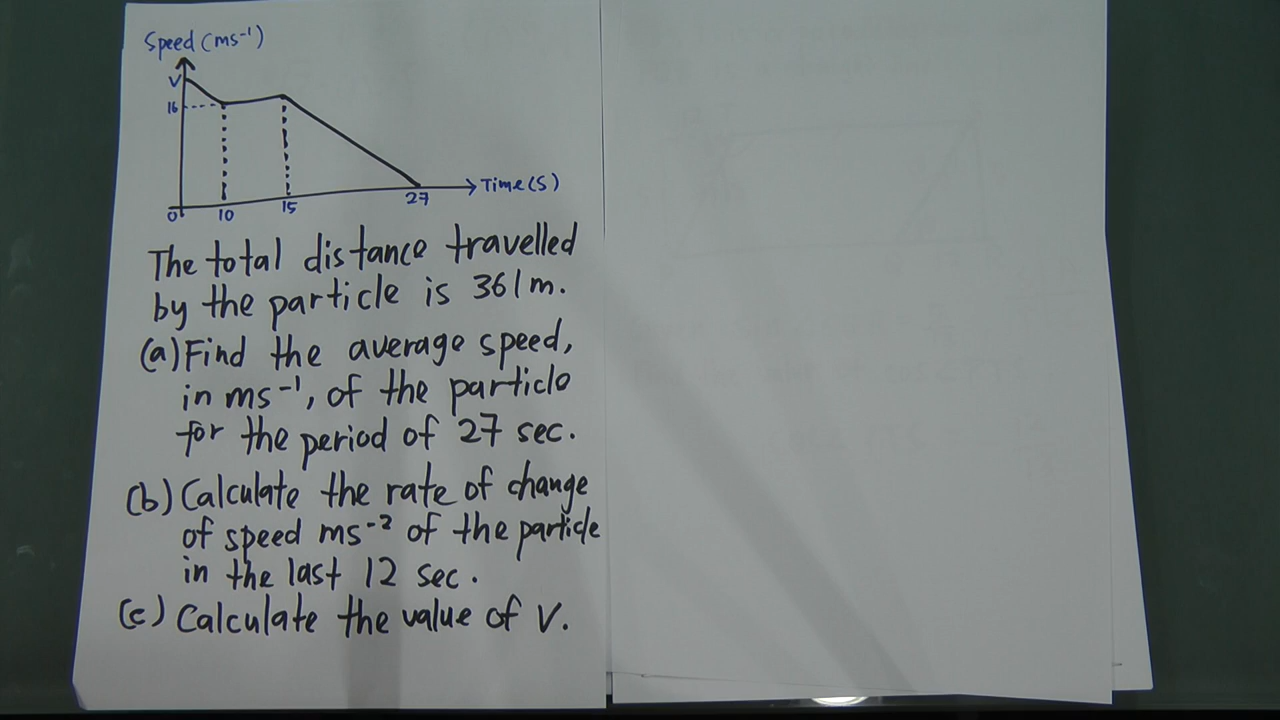 Speed (ms⁻¹)
V
16
0
10
15
27
Time (s)
The total distance travelled
by the particle is 361m.
(a) Find the average speed,
in ms⁻¹, of the particle
for the period of 27 sec.
(b) Calculate the rate of change
of speed ms⁻² of the particle
in the last 12 sec.
(c) Calculate the value of V.